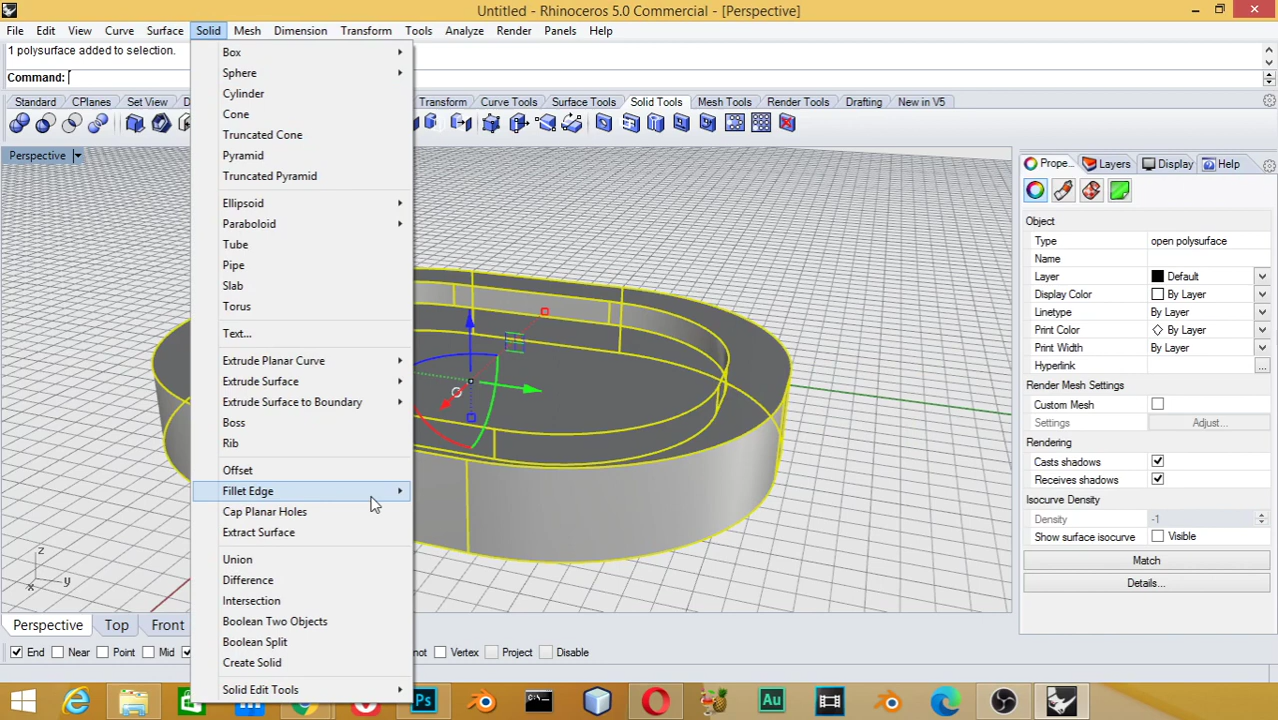 Untitled - Rhinoceros 5.0 Commercial - [Perspective]
File Edit View Curve Surface Solid Mesh Dimension Transform Tools Analyze Render Panels Help
1 polysurface added to selection.
Command:
Standard CPlanes Set View D Transform Curve Tools Surface Tools Solid Tools Mesh Tools Render Tools Drafting New in V5
Perspective
Box
Sphere
Cylinder
Cone
Truncated Cone
Pyramid
Truncated Pyramid
Ellipsoid
Paraboloid
Tube
Pipe
Slab
Torus
Text...
Extrude Planar Curve
Extrude Surface
Extrude Surface to Boundary
Boss
Rib
Offset
Fillet Edge
Cap Planar Holes
Extract Surface
Union
Difference
Intersection
Boolean Two Objects
Boolean Split
Create Solid
Solid Edit Tools
Prope... Layers Display Help
Object
Type open polysurface
Name
Layer Default
Display Color By Layer
Linetype By Layer
Print Color By Layer
Print Width By Layer
Hyperlink ...
Render Mesh Settings
Custom Mesh
Settings Adjust...
Rendering
Casts shadows
Receives shadows
Isocurve Density
Density -1
Show surface isocurve Visible
Match
Details...
z
x y
Perspective Top Front
End Near Point Mid not Vertex Project Disable
Ps Au